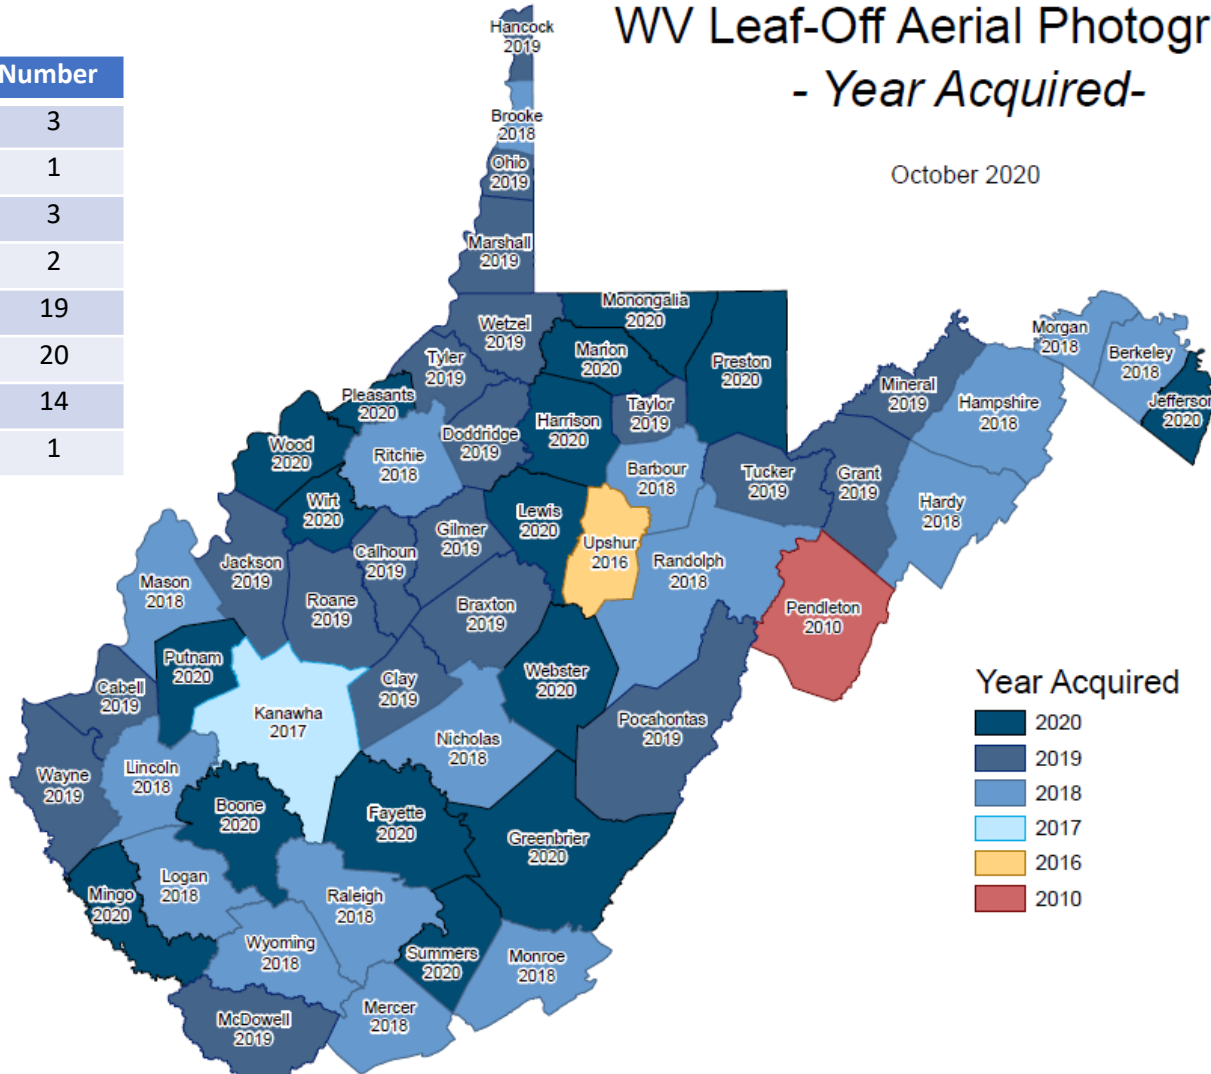 WV Leaf-Off Aerial Photogr
- Year Acquired-
October 2020
Number
3
1
3
2
19
20
14
1
Hancock
2019
Brooke
2018
Ohio
2019
Marshall
2019
Wetzel
2019
Monongalia
2020
Marion
2020
Preston
2020
Tyler
2019
Pleasants
2020
Doddridge
2019
Harrison
2020
Taylor
2019
Wood
2020
Ritchie
2018
Wirt
2020
Barbour
2018
Tucker
2019
Grant
2019
Mineral
2019
Hampshire
2018
Morgan
2018
Berkeley
2018
Jefferson
2020
Hardy
2018
Lewis
2020
Upshur
2016
Randolph
2018
Pendleton
2010
Gilmer
2019
Calhoun
2019
Jackson
2019
Roane
2019
Braxton
2019
Mason
2018
Putnam
2020
Cabell
2019
Kanawha
2017
Clay
2019
Webster
2020
Pocahontas
2019
Nicholas
2018
Wayne
2019
Lincoln
2018
Boone
2020
Fayette
2020
Greenbrier
2020
Mingo
2020
Logan
2018
Raleigh
2018
Wyoming
2018
Summers
2020
Monroe
2018
McDowell
2019
Mercer
2018
Year Acquired
2020
2019
2018
2017
2016
2010